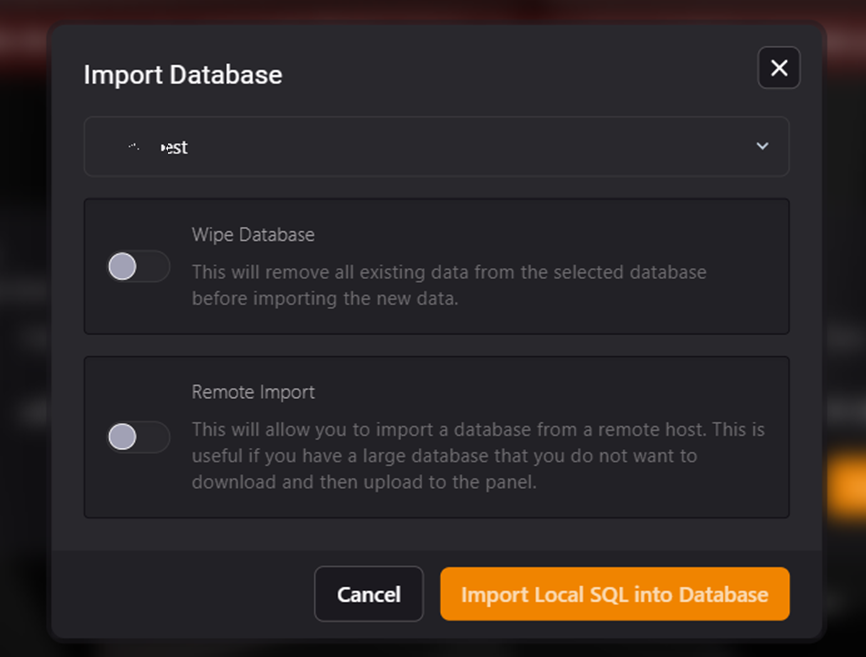 Import Database
est
Wipe Database
This will remove all existing data from the selected database
before importing the new data.
Remote Import
This will allow you to import a database from a remote host. This is
useful if you have a large database that you do not want to
download and then upload to the panel.
Cancel
Import Local SQL into Database